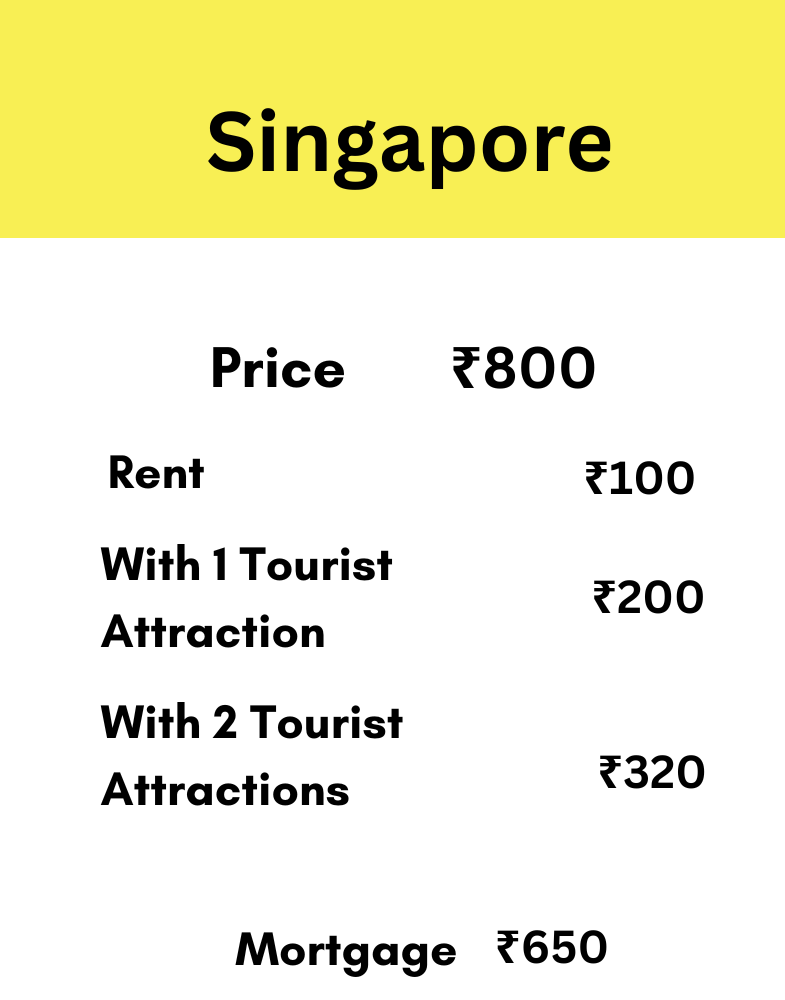 Singapore
Price ₹800
Rent ₹100
With 1 Tourist
Attraction ₹200
With 2 Tourist
Attractions ₹320
Mortgage ₹650